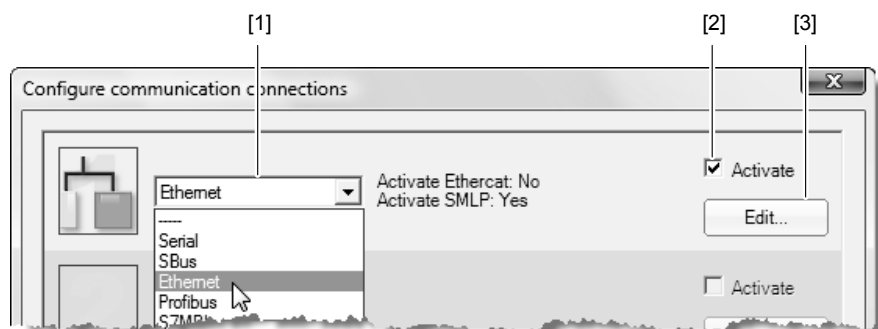 [1] [2] [3]
Configure communication connections
Ethernet
Activate Ethercat: No
Activate SMLP: Yes
Activate
Edit...
-----
Serial
SBus
Ethernet
Profibus
Activate